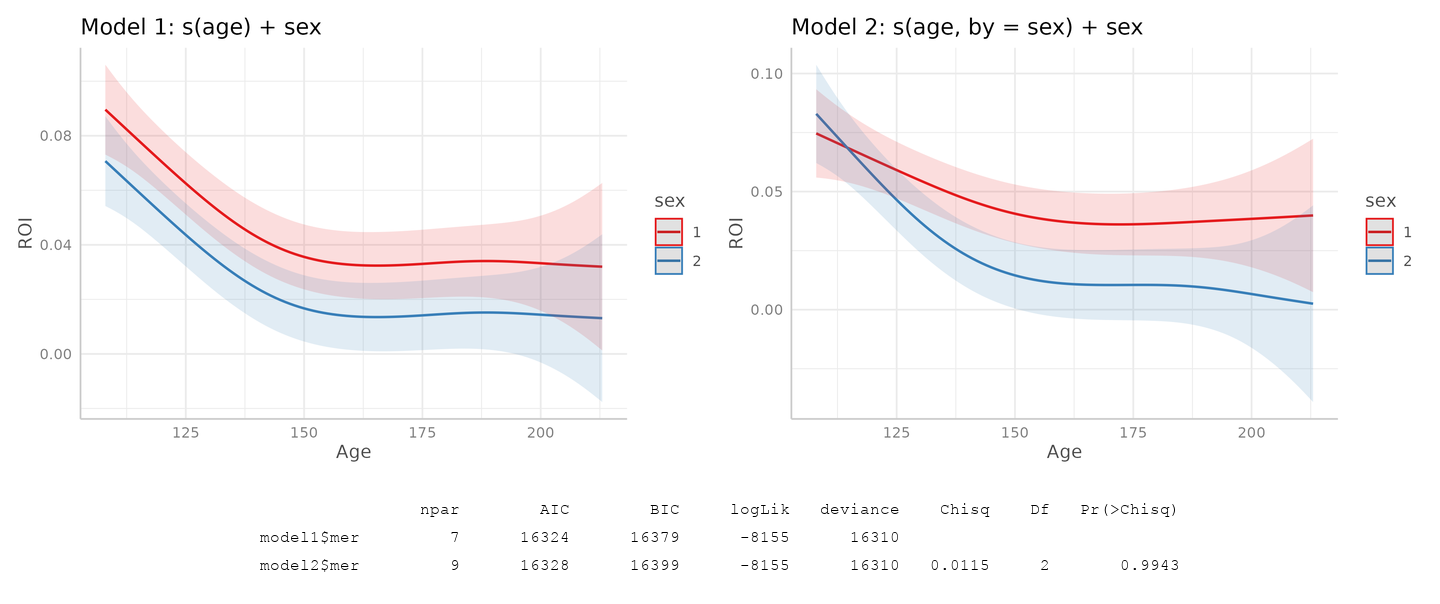 Model 1: s(age) + sex
0.08
0.04
0.00
ROI
125 150 175 200
Age
sex
1
2
Model 2: s(age, by = sex) + sex
0.10
0.05
0.00
ROI
125 150 175 200
Age
sex
1
2
npar AIC BIC logLik deviance Chisq Df Pr(>Chisq)
model1$mer 7 16324 16379 -8155 16310
model2$mer 9 16328 16399 -8155 16310 0.0115 2 0.9943